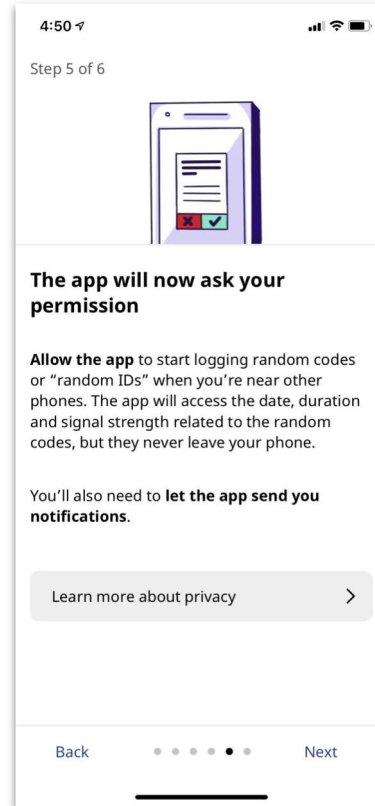 4:50
Step 5 of 6
The app will now ask your
permission
Allow the app to start logging random codes
or “random IDs” when you’re near other
phones. The app will access the date, duration
and signal strength related to the random
codes, but they never leave your phone.
You’ll also need to let the app send you
notifications.
Learn more about privacy
Back
Next